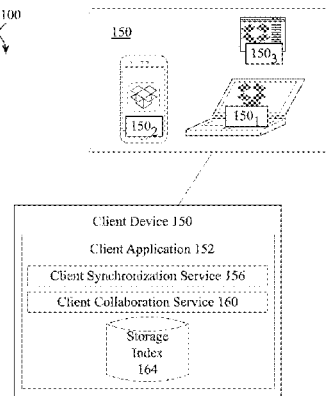 100
150
150₃
150₂
150₁
Client Device 150
Client Application 152
Client Synchronization Service 156
Client Collaboration Service 160
Storage
Index
164